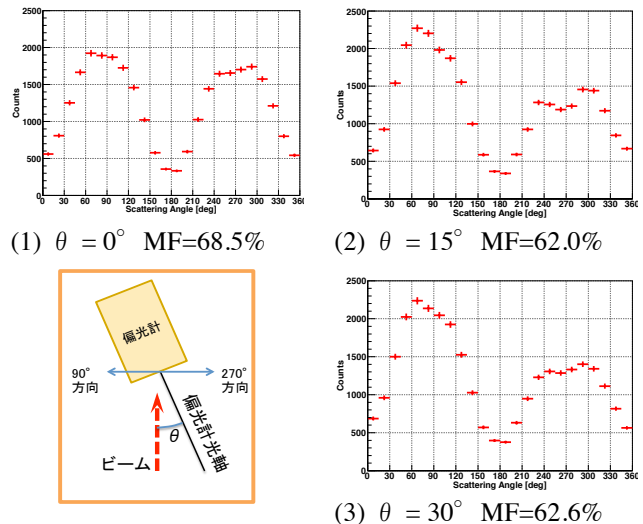 2500
2000
1500
1000
500
0
Counts
0 30 60 90 120 150 180 210 240 270 300 330 360
Scattering Angle [deg]
(1) θ = 0° MF=68.5%
2500
2000
1500
1000
500
0
Counts
0 30 60 90 120 150 180 210 240 270 300 330 360
Scattering Angle [deg]
(2) θ = 15° MF=62.0%
偏光計
90°
方向
270°
方向
θ
偏光計光軸
ビーム
2500
2000
1500
1000
500
0
Counts
0 30 60 90 120 150 180 210 240 270 300 330 360
Scattering Angle [deg]
(3) θ = 30° MF=62.6%